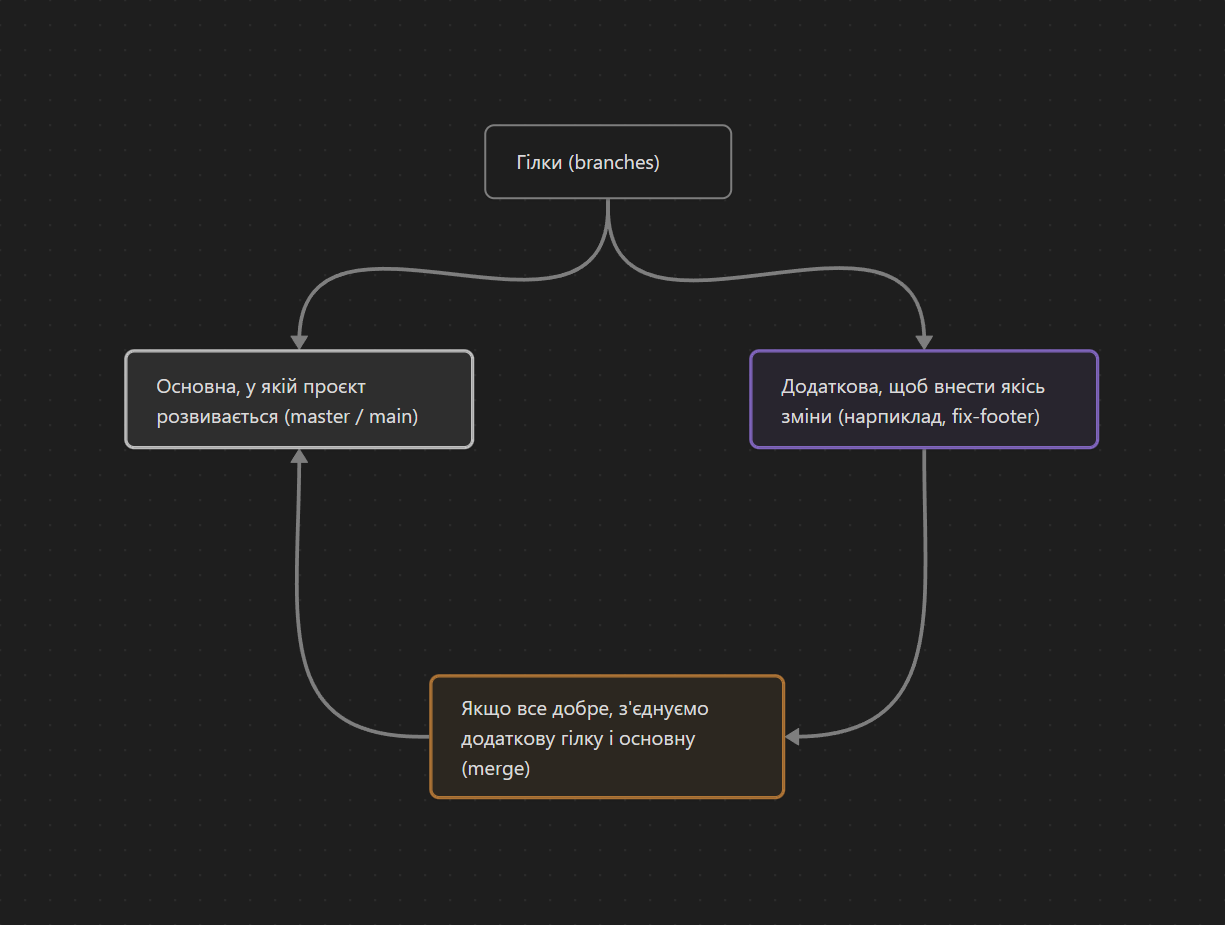 Гілки (branches)
Основна, у якій проєкт
розвивається (master / main)
Додаткова, щоб внести якісь
зміни (нарпиклад, fix-footer)
Якщо все добре, з'єднуємо
додаткову гілку і основну
(merge)